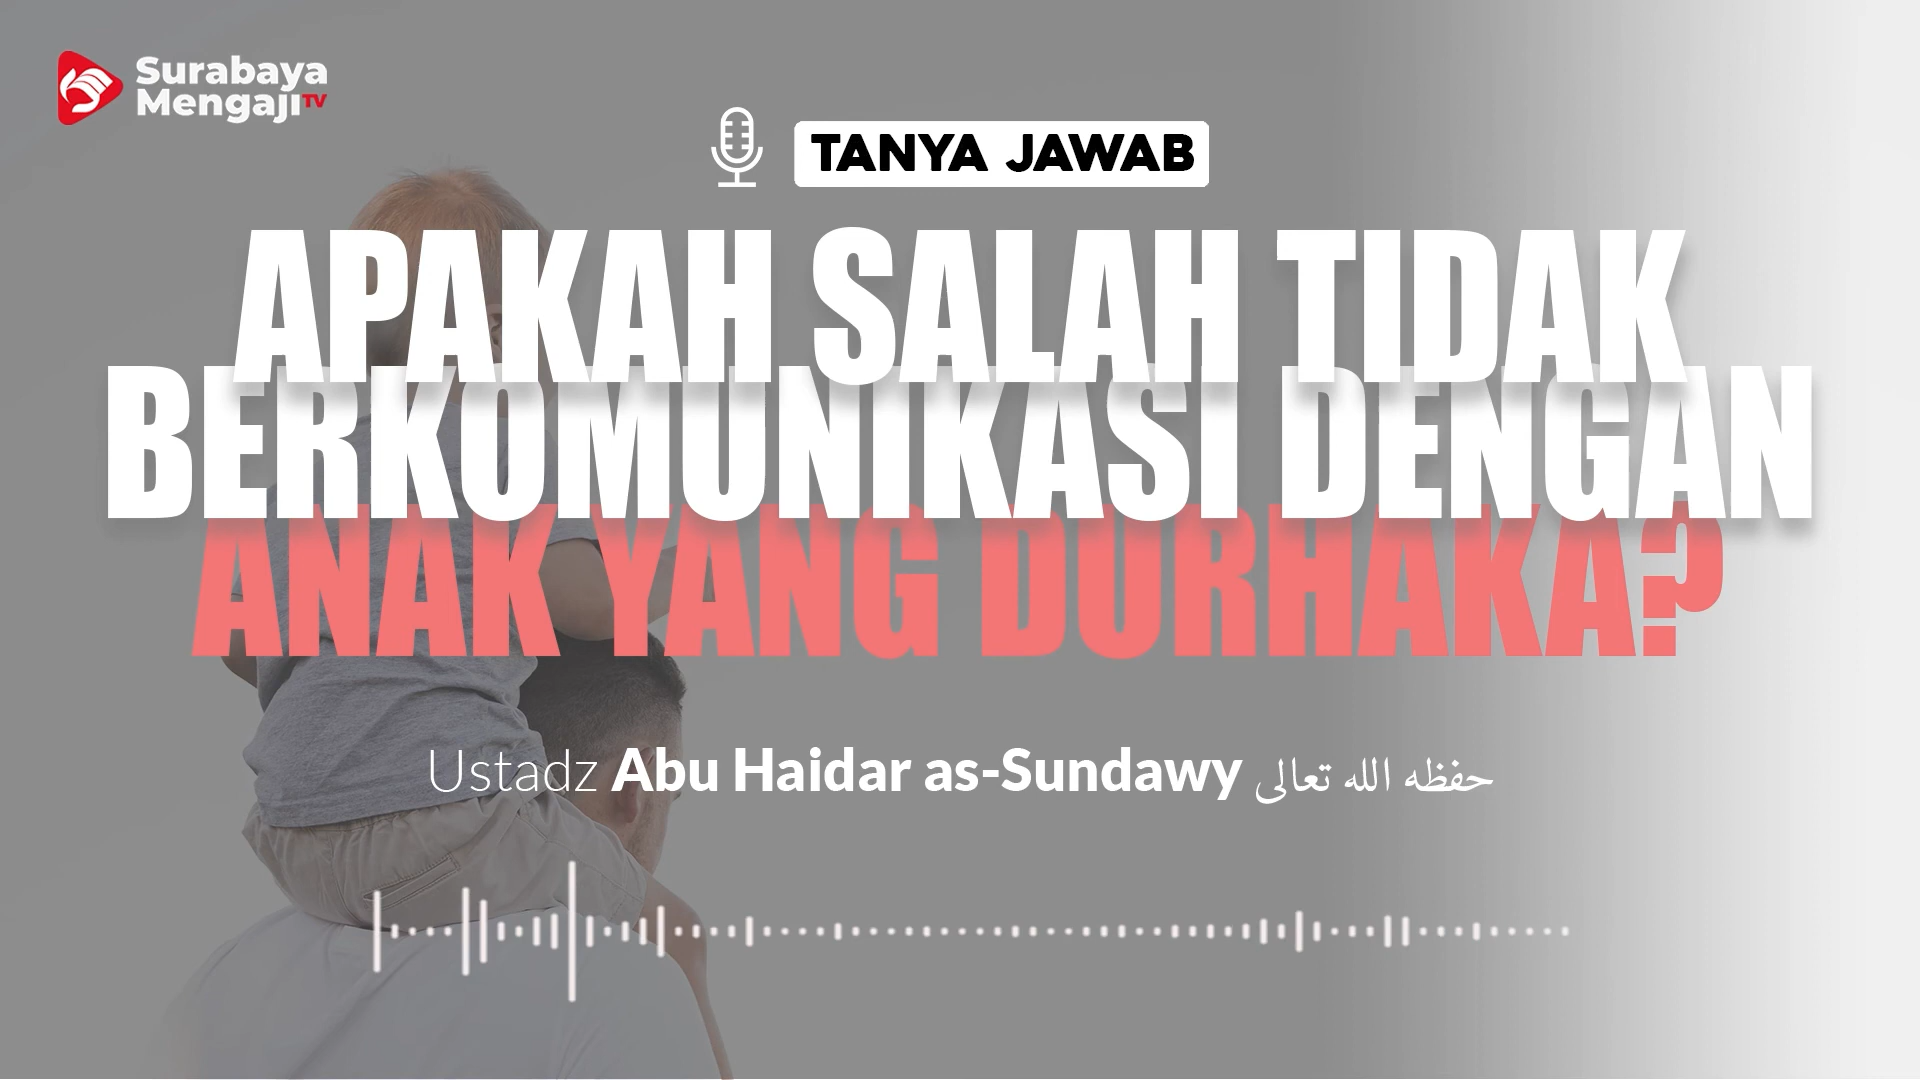 Surabaya
MengajiTV
TANYA JAWAB
APAKAH SALAH TIDAK
BERKOMUNIKASI DENGAN
ANAK YANG DURHAKA?
Ustadz Abu Haidar as-Sundawy حفظه الله تعالى